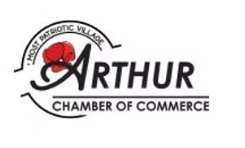 MOST PATRIOTIC VILLAGE
ARTHUR
CHAMBER OF COMMERCE